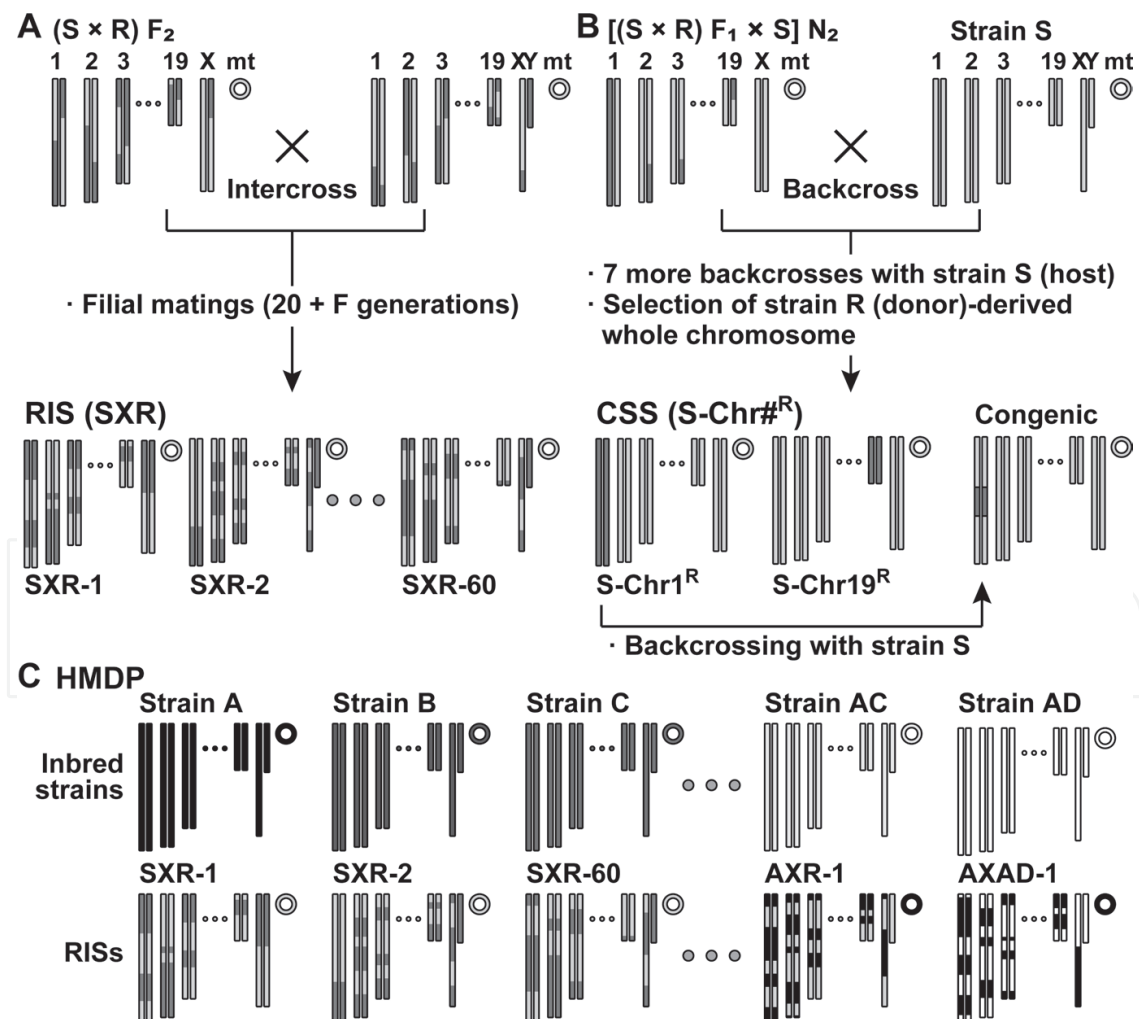 A (S × R) F₂
1 2 3 19 X mt
1 2 3 19 XY mt
Intercross
· Filial matings (20 + F generations)
RIS (SXR)
SXR-1
SXR-2
SXR-60
B [(S × R) F₁ × S] N₂
Strain S
1 2 3 19 X mt
1 2 3 19 XY mt
Backcross
· 7 more backcrosses with strain S (host)
· Selection of strain R (donor)-derived
whole chromosome
CSS (S-Chr#ᴿ)
Congenic
S-Chr1ᴿ
S-Chr19ᴿ
· Backcrossing with strain S
C HMDP
Strain A
Strain B
Strain C
Strain AC
Strain AD
Inbred
strains
SXR-1
SXR-2
SXR-60
AXR-1
AXAD-1
RISs